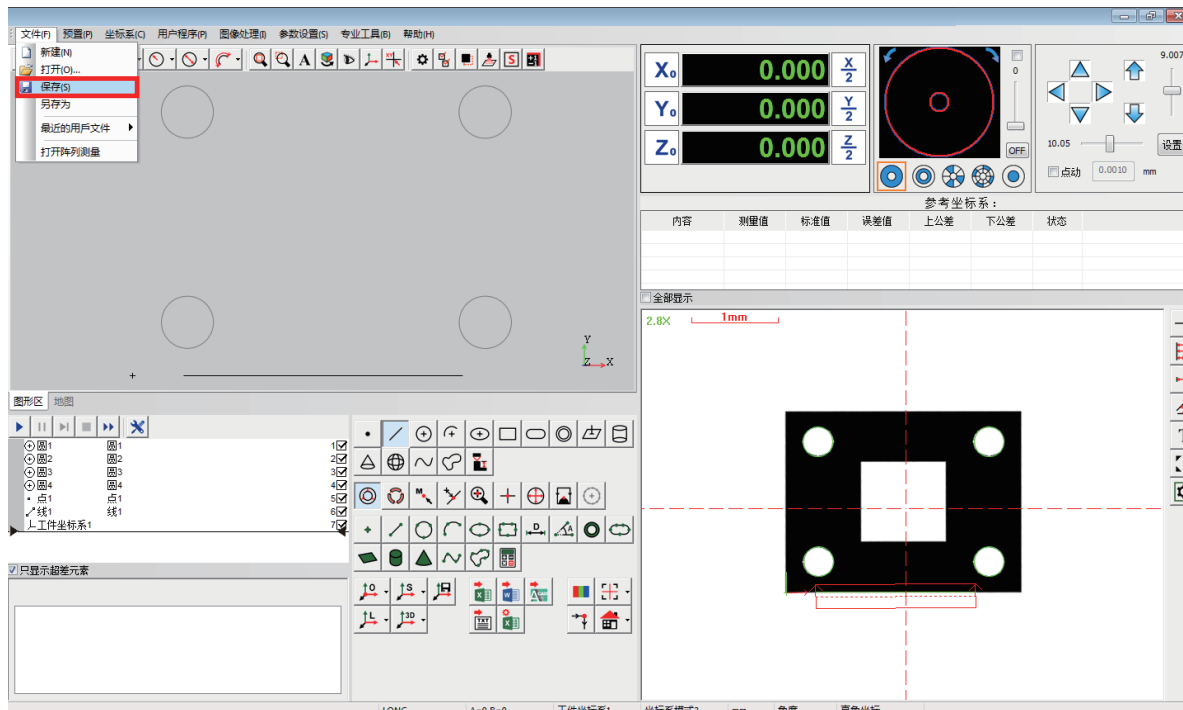 文件(F) 预置(P) 坐标系(C) 用户程序(P) 图像处理(I) 参数设置(S) 专业工具(B) 帮助(H)
新建(N)
打开(O)...
保存(S)
另存为
最近的用户文件
打开阵列测量
A
S
X₀ 0.000 X/2
Y₀ 0.000 Y/2
Z₀ 0.000 Z/2
0
OFF
9.007
10.05
设置
点动 0.0010 mm
参考坐标系：
内容 测量值 标准值 误差值 上公差 下公差 状态
全部显示
2.8X 1mm
Y
Z X
图形区 地图
圆1 圆1 1
圆2 圆2 2
圆3 圆3 3
圆4 圆4 4
点1 点1 5
线1 线1 6
工件坐标系1 7
只显示超差元素
M
D A
O S
L 3D
TXT
LONG A=0 B=0 工件坐标系1 坐标系模式2 mm 角度 直角坐标